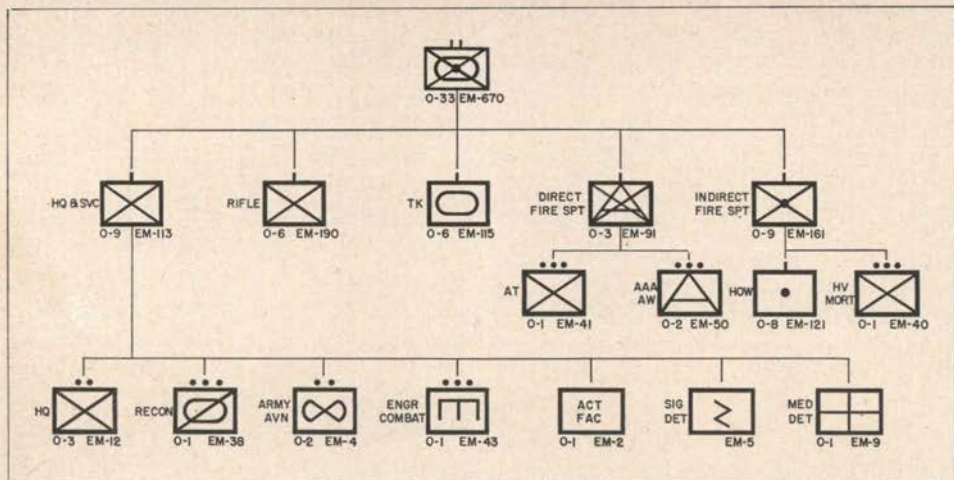 O-33 EM-670
HQ & SVC
O-9 EM-113
RIFLE
O-6 EM-190
TK
O-6 EM-115
DIRECT
FIRE SPT
O-3 EM-91
INDIRECT
FIRE SPT
O-9 EM-161
AT
O-1 EM-41
AAA
AW
O-2 EM-50
HOW
O-8 EM-121
HV
MORT
O-1 EM-40
HQ
O-3 EM-12
RECON
O-1 EM-38
ARMY
AVN
O-2 EM-4
ENGR
COMBAT
O-1 EM-43
ACT
FAC
O-1 EM-2
SIG
DET
EM-5
MED
DET
O-1 EM-9